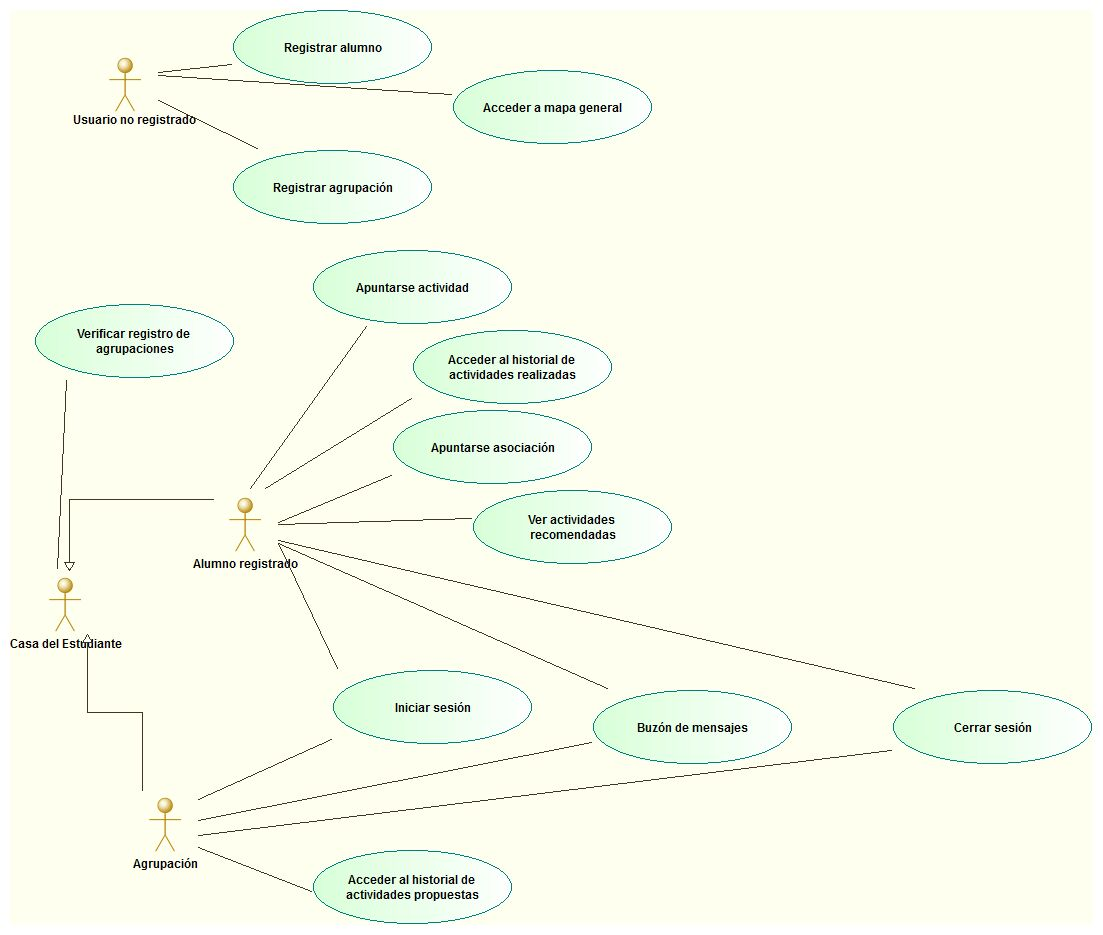 Registrar alumno
Acceder a mapa general
Usuario no registrado
Registrar agrupación
Apuntarse actividad
Verificar registro de
agrupaciones
Acceder al historial de
actividades realizadas
Apuntarse asociación
Ver actividades
recomendadas
Alumno registrado
Casa del Estudiante
Iniciar sesión
Buzón de mensajes
Cerrar sesión
Agrupación
Acceder al historial de
actividades propuestas